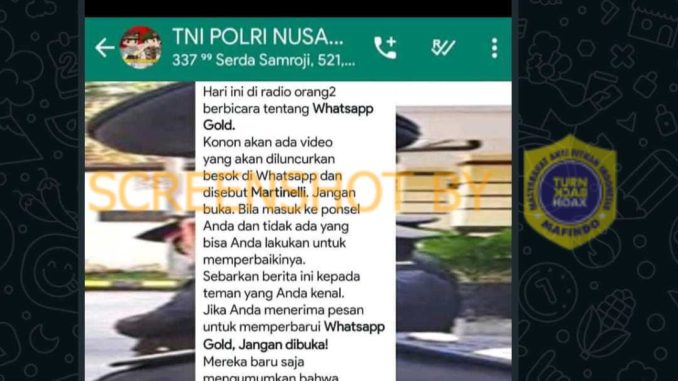 TNI POLRI NUSA...
337 ⁹⁹ Serda Samroji, 521,...
Hari ini di radio orang2
berbicara tentang Whatsapp
Gold.
Konon akan ada video
yang akan diluncurkan
besok di Whatsapp dan
disebut Martinelli. Jangan
buka. Bila masuk ke ponsel
Anda dan tidak ada yang
bisa Anda lakukan untuk
memperbaikinya.
Sebarkan berita ini kepada
teman yang Anda kenal.
Jika Anda menerima pesan
untuk memperbarui Whatsapp
Gold, Jangan dibuka!
Mereka baru saja
mengumumkan bahwa
SCREENSHOT BY
MASYARAKAT ANTI FITNAH INDONESIA
TURN
BACK
HOAX
MAFINDO